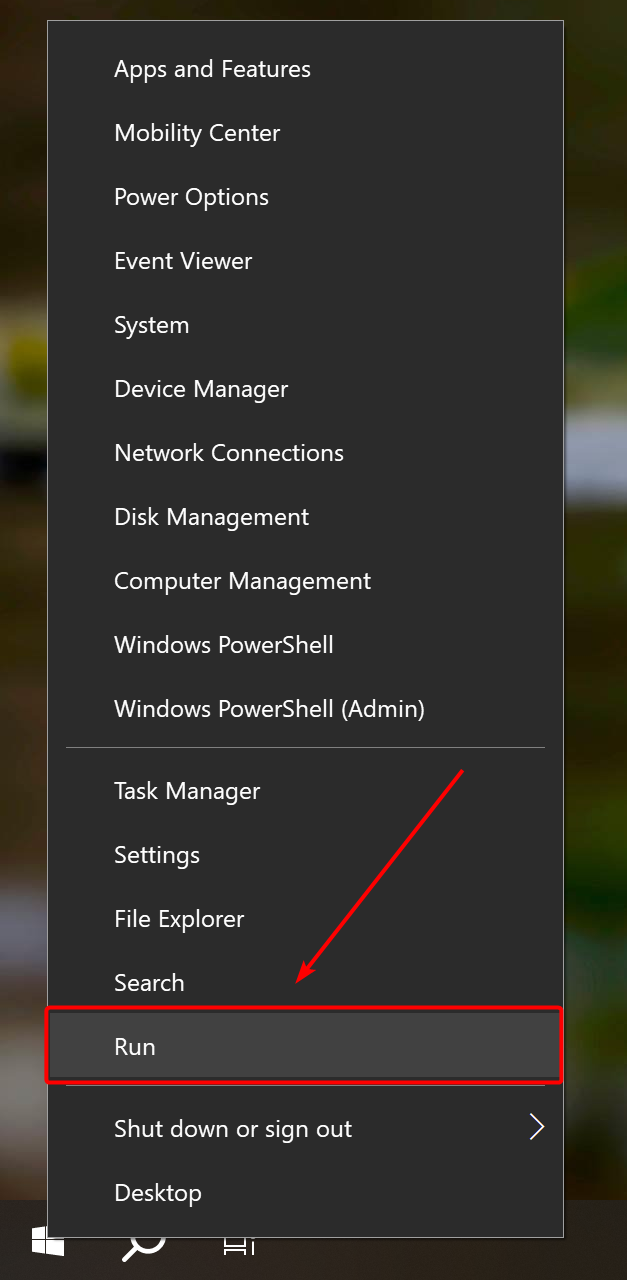 Apps and Features
Mobility Center
Power Options
Event Viewer
System
Device Manager
Network Connections
Disk Management
Computer Management
Windows PowerShell
Windows PowerShell (Admin)
Task Manager
Settings
File Explorer
Search
Run
Shut down or sign out
Desktop